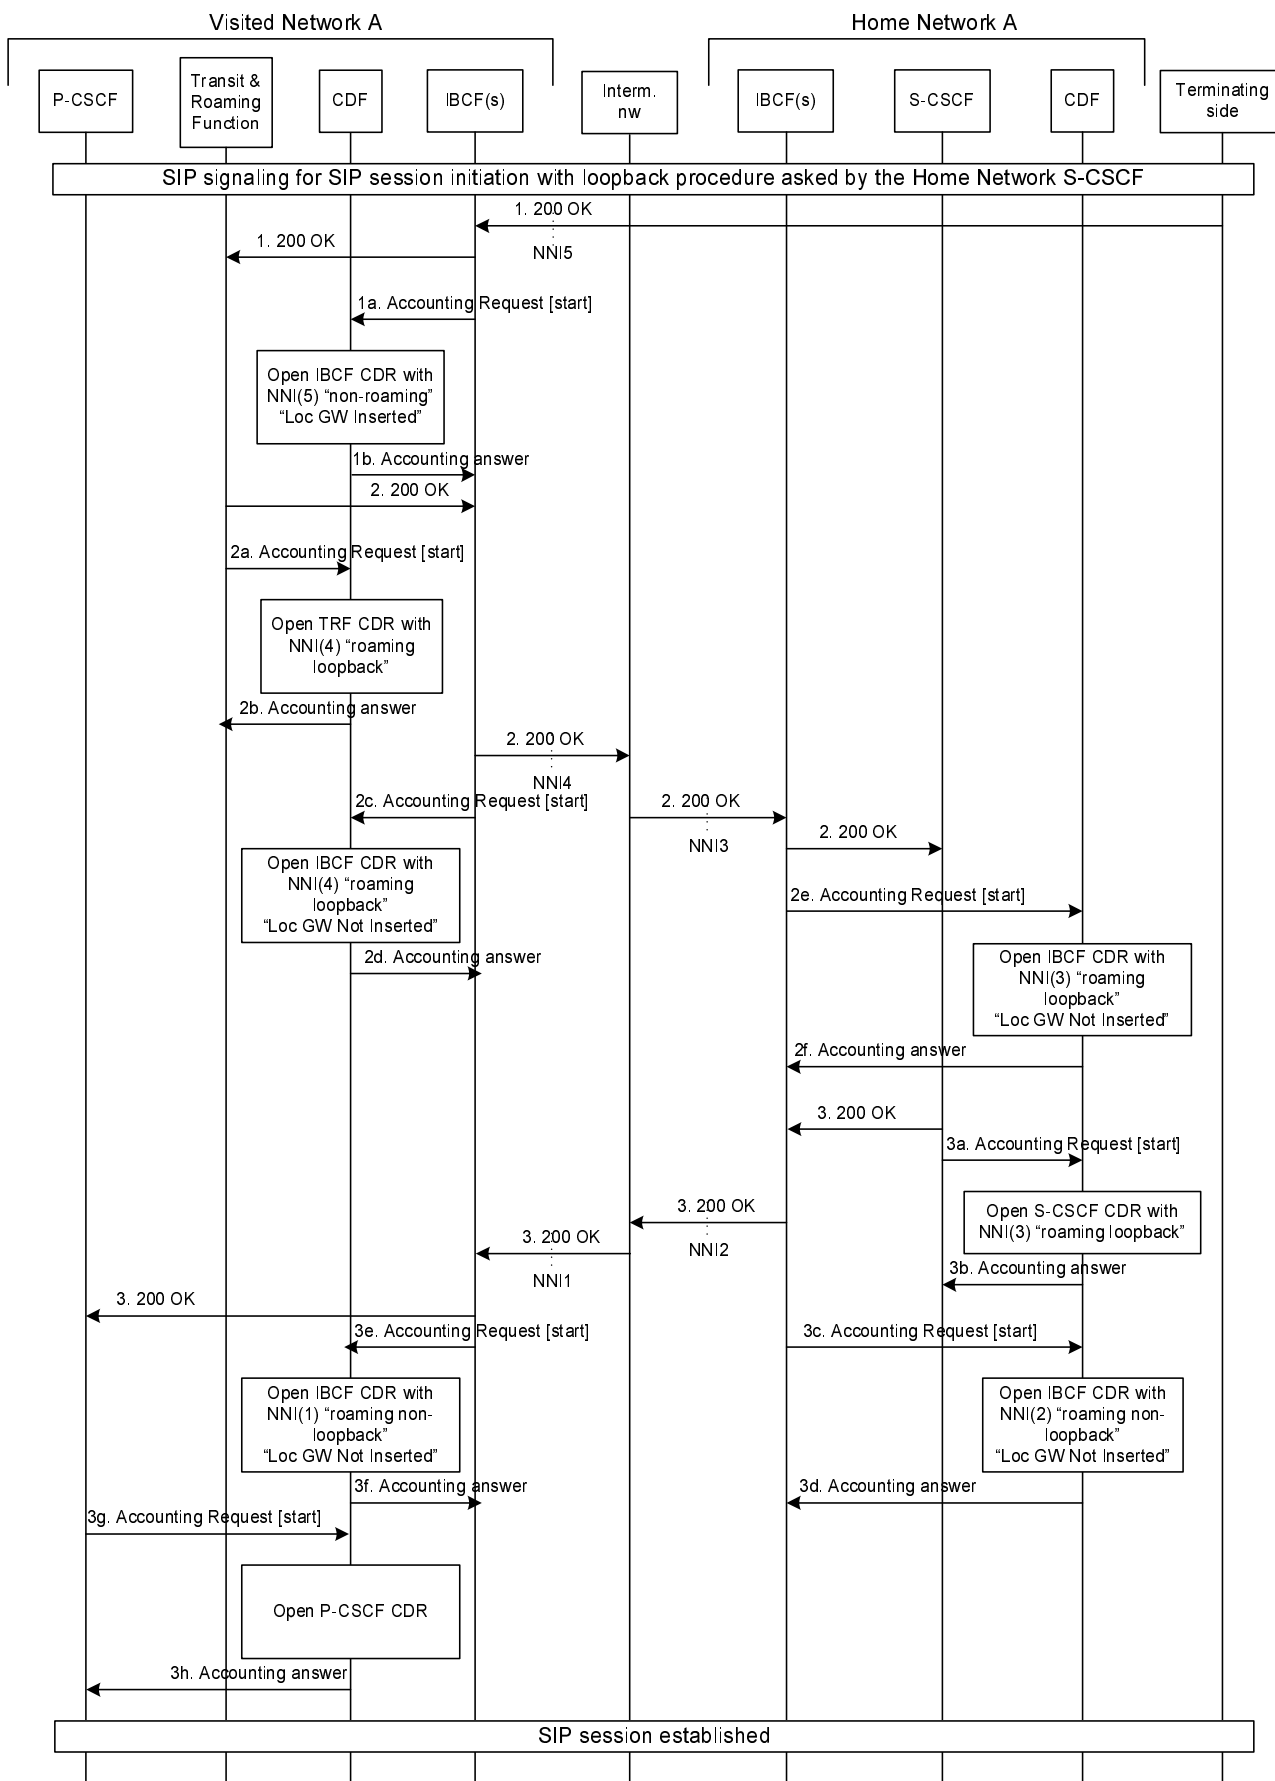 Visited Network A
Home Network A
P-CSCF
Transit &
Roaming
Function
CDF
IBCF(s)
Interm.
nw
IBCF(s)
S-CSCF
CDF
Terminating
side
SIP signaling for SIP session initiation with loopback procedure asked by the Home Network S-CSCF
1. 200 OK
NNI5
1. 200 OK
1a. Accounting Request [start]
Open IBCF CDR with
NNI(5) “non-roaming”
“Loc GW Inserted”
1b. Accounting answer
2. 200 OK
2a. Accounting Request [start]
Open TRF CDR with
NNI(4) “roaming
loopback”
2b. Accounting answer
2. 200 OK
NNI4
2c. Accounting Request [start]
2. 200 OK
NNI3
2. 200 OK
Open IBCF CDR with
NNI(4) “roaming
loopback”
“Loc GW Not Inserted”
2e. Accounting Request [start]
2d. Accounting answer
Open IBCF CDR with
NNI(3) “roaming
loopback”
“Loc GW Not Inserted”
2f. Accounting answer
3. 200 OK
3a. Accounting Request [start]
Open S-CSCF CDR with
NNI(3) “roaming loopback”
3. 200 OK
NNI2
3. 200 OK
NNI1
3b. Accounting answer
3. 200 OK
3e. Accounting Request [start]
3c. Accounting Request [start]
Open IBCF CDR with
NNI(1) “roaming non-
loopback”
“Loc GW Not Inserted”
Open IBCF CDR with
NNI(2) “roaming non-
loopback”
“Loc GW Not Inserted”
3f. Accounting answer
3d. Accounting answer
3g. Accounting Request [start]
Open P-CSCF CDR
3h. Accounting answer
SIP session established